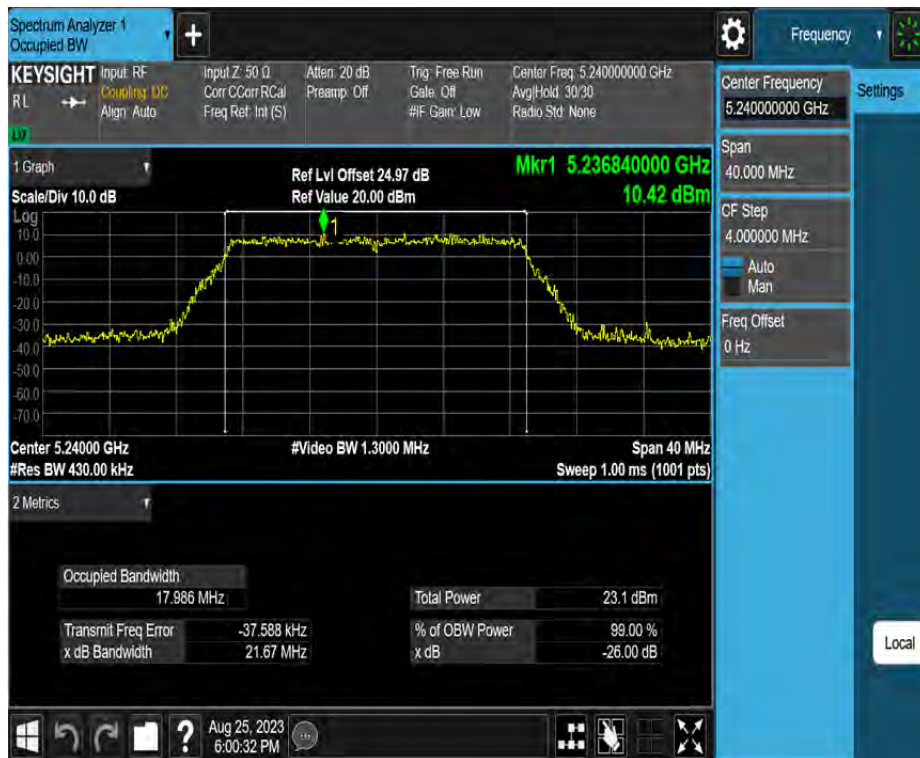 Spectrum Analyzer 1
Occupied BW
+
Frequency
KEYSIGHT
RL
Input: RF
Coupling: DC
Align: Auto
Input Z: 50 Ω
Corr CCorr RCal
Freq Ref: Int (S)
Atten: 20 dB
Preamp: Off
Trig: Free Run
Gate: Off
#IF Gain: Low
Center Freq: 5.240000000 GHz
Avg|Hold: 30/30
Radio Std: None
Center Frequency
5.240000000 GHz
Settings
Span
40.000 MHz
CF Step
4.000000 MHz
Auto
Man
Freq Offset
0 Hz
1 Graph
Scale/Div 10.0 dB
Ref Lvl Offset 24.97 dB
Ref Value 20.00 dBm
Mkr1 5.236840000 GHz
10.42 dBm
Log
10.0
0.00
-10.0
-20.0
-30.0
-40.0
-50.0
-60.0
-70.0
1
Center 5.24000 GHz
#Video BW 1.3000 MHz
Span 40 MHz
#Res BW 430.00 kHz
Sweep 1.00 ms (1001 pts)
2 Metrics
Occupied Bandwidth
17.986 MHz
Total Power 23.1 dBm
Transmit Freq Error -37.588 kHz
% of OBW Power 99.00 %
x dB Bandwidth 21.67 MHz
x dB -26.00 dB
Local
?
Aug 25, 2023
6:00:32 PM